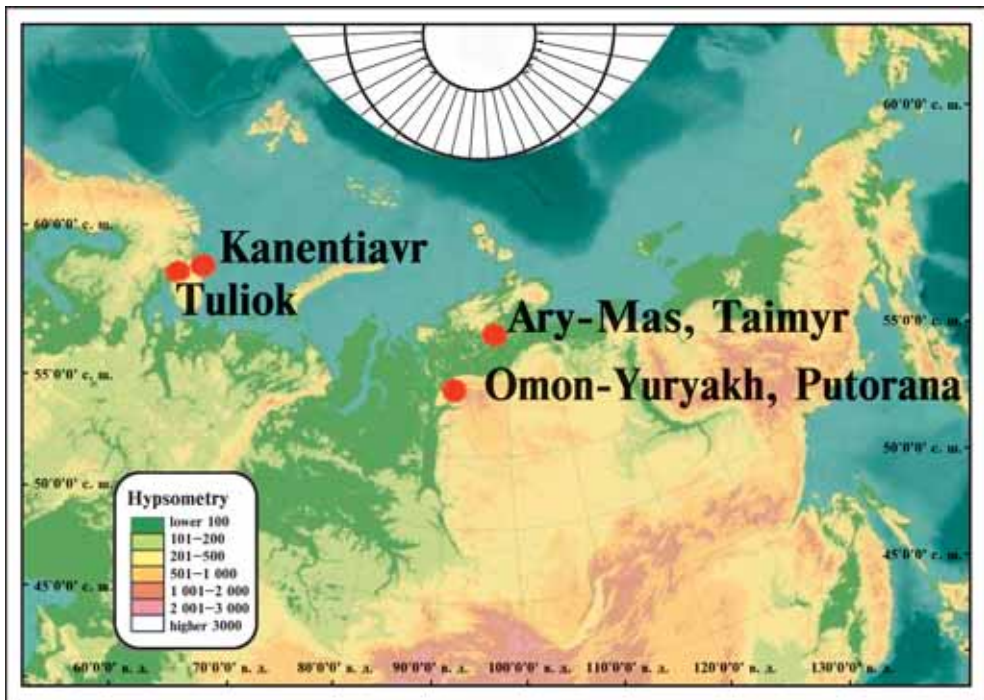 60°0'0' с. ш.
60°0'0' с. ш.
Kanentiavr
Tuliok
Ary-Mas, Taimyr
55°0'0' с. ш.
55°0'0' с. ш.
Omon-Yuryakh, Putorana
50°0'0' с. ш.
50°0'0' с. ш.
Hypsometry
lower 100
101–200
201–500
501–1 000
1 001–2 000
2 001–3 000
higher 3000
45°0'0' с. ш.
45°0'0' с. ш.
60°0'0' в. д. 70°0'0' в. д. 80°0'0' в. д. 90°0'0' в. д. 100°0'0' в. д. 110°0'0' в. д. 120°0'0' в. д. 130°0'0' в. д.